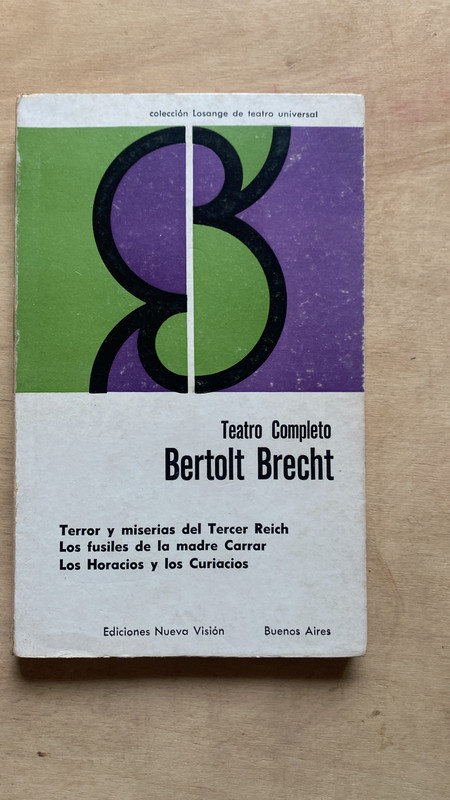 colección Losange de teatro universal
Teatro Completo
Bertolt Brecht
Terror y miserias del Tercer Reich
Los fusiles de la madre Carrar
Los Horacios y los Curiacios
Ediciones Nueva Visión Buenos Aires